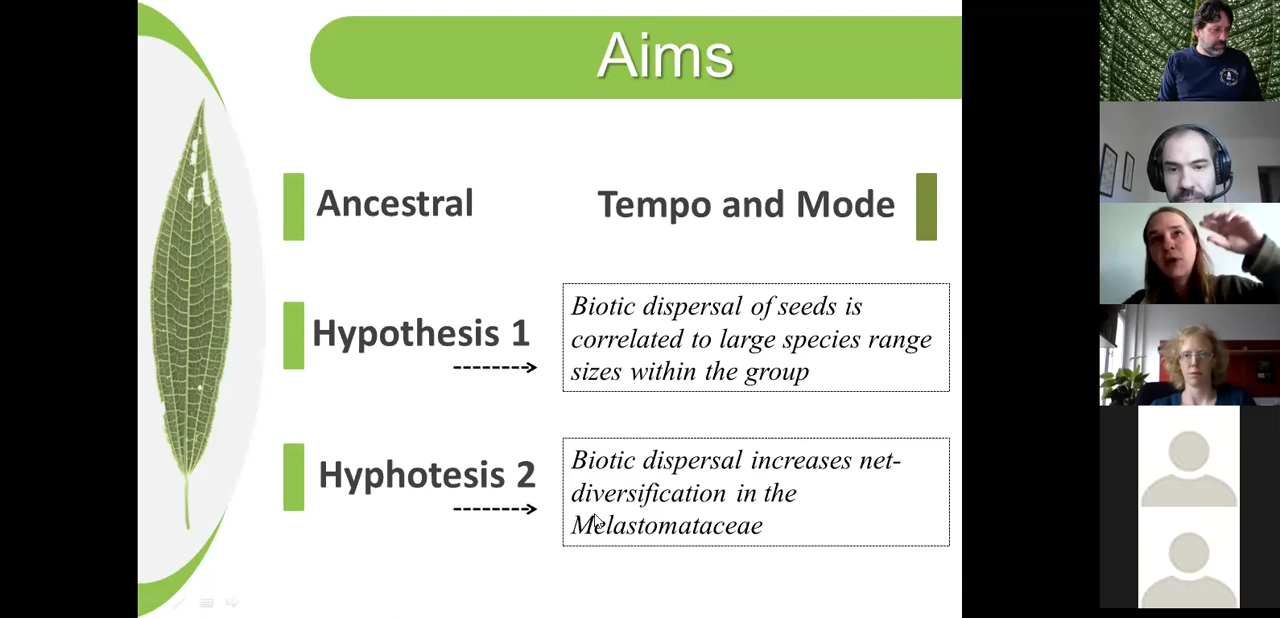 Aims
Ancestral
Tempo and Mode
Hypothesis 1
Biotic dispersal of seeds is
correlated to large species range
sizes within the group
Hyphotesis 2
Biotic dispersal increases net-
diversification in the
Melastomataceae